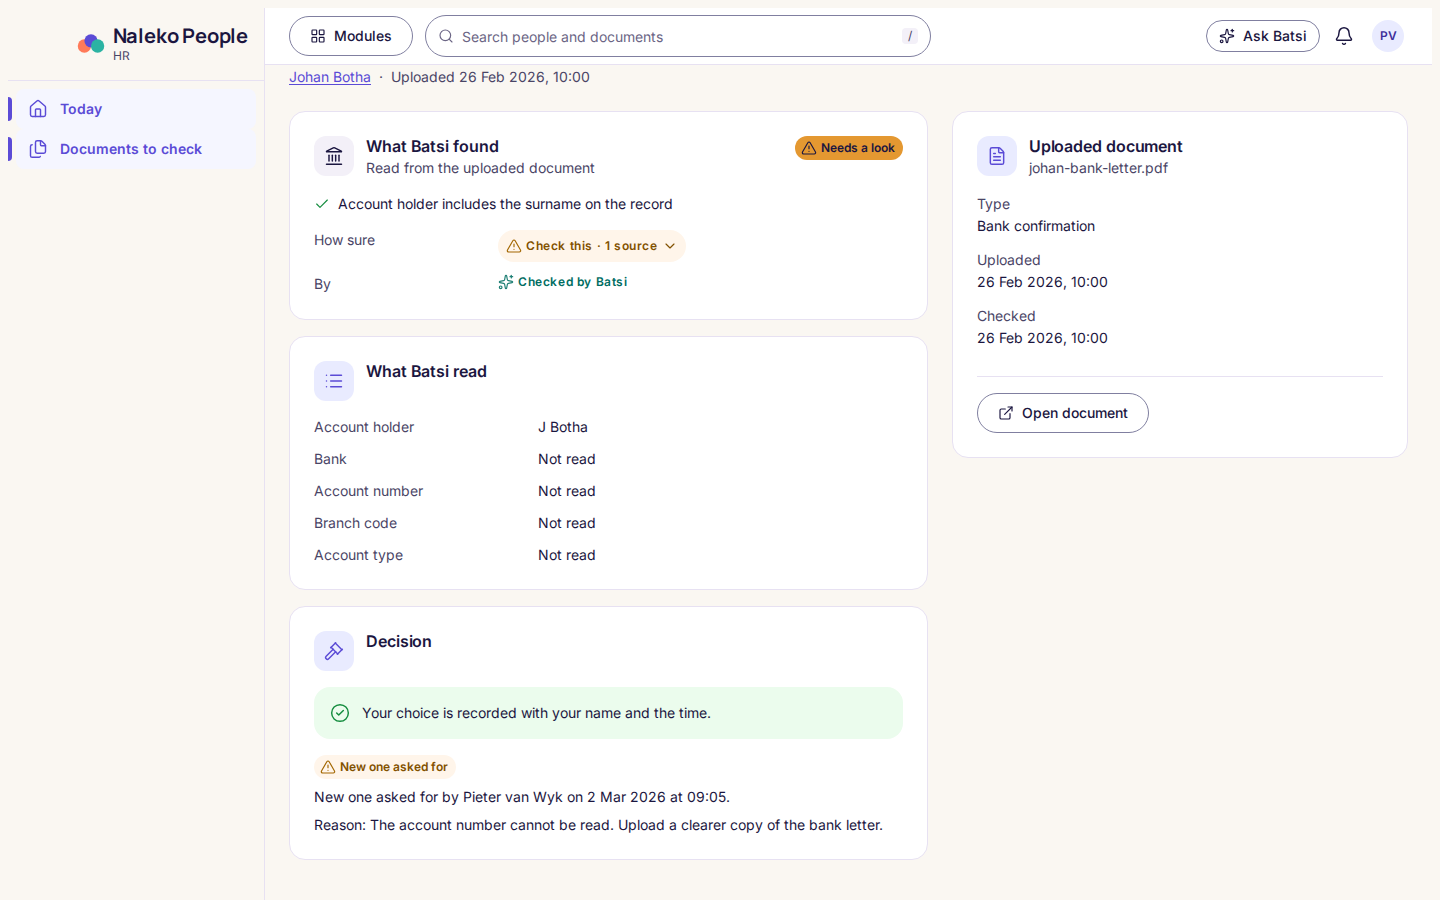 Naleko People
HR
Modules
Search people and documents
/
Ask Batsi
PV
Today
Documents to check
Johan Botha · Uploaded 26 Feb 2026, 10:00
What Batsi found
Read from the uploaded document
Needs a look
Account holder includes the surname on the record
How sure
Check this · 1 source
By
Checked by Batsi
What Batsi read
Account holder
J Botha
Bank
Not read
Account number
Not read
Branch code
Not read
Account type
Not read
Decision
Your choice is recorded with your name and the time.
New one asked for
New one asked for by Pieter van Wyk on 2 Mar 2026 at 09:05.
Reason: The account number cannot be read. Upload a clearer copy of the bank letter.
Uploaded document
johan-bank-letter.pdf
Type
Bank confirmation
Uploaded
26 Feb 2026, 10:00
Checked
26 Feb 2026, 10:00
Open document